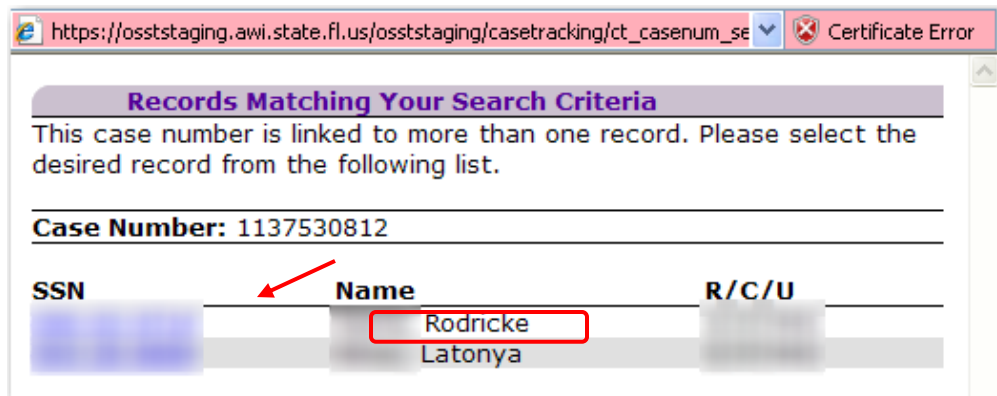 https://osststaging.awi.state.fl.us/osststaging/casetracking/ct_casenum_se Certificate Error
Records Matching Your Search Criteria
This case number is linked to more than one record. Please select the
desired record from the following list.
Case Number: 1137530812
SSN Name R/C/U
Rodricke
Latonya